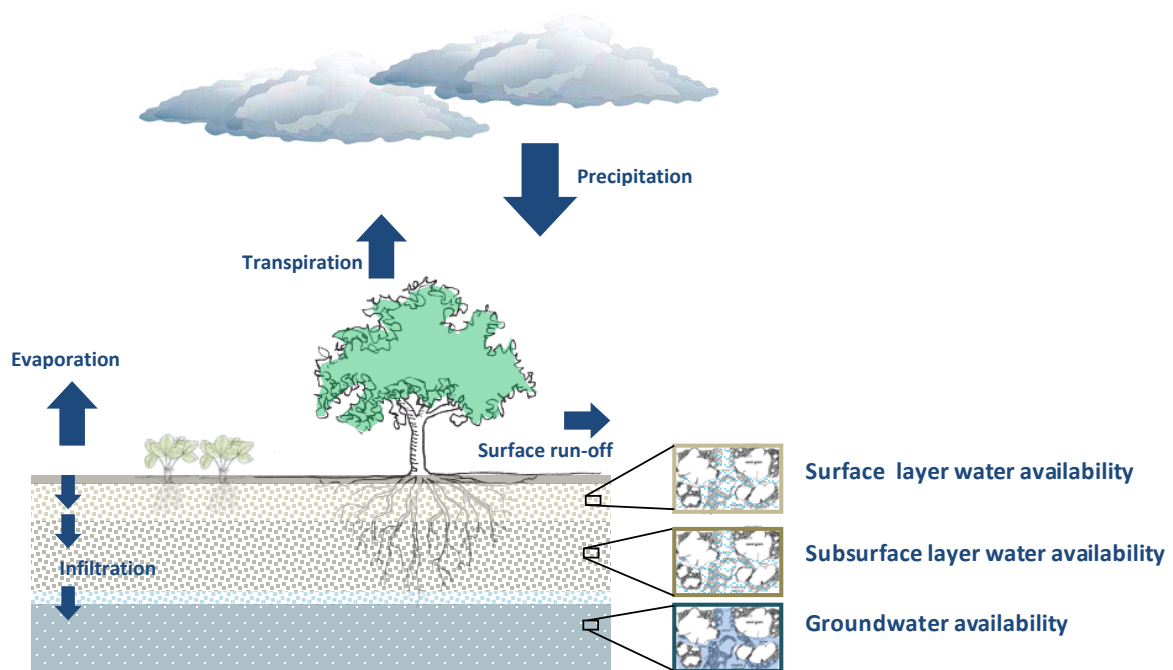 Precipitation
Transpiration
Evaporation
Surface run-off
Surface layer water availability
Subsurface layer water availability
Infiltration
Groundwater availability